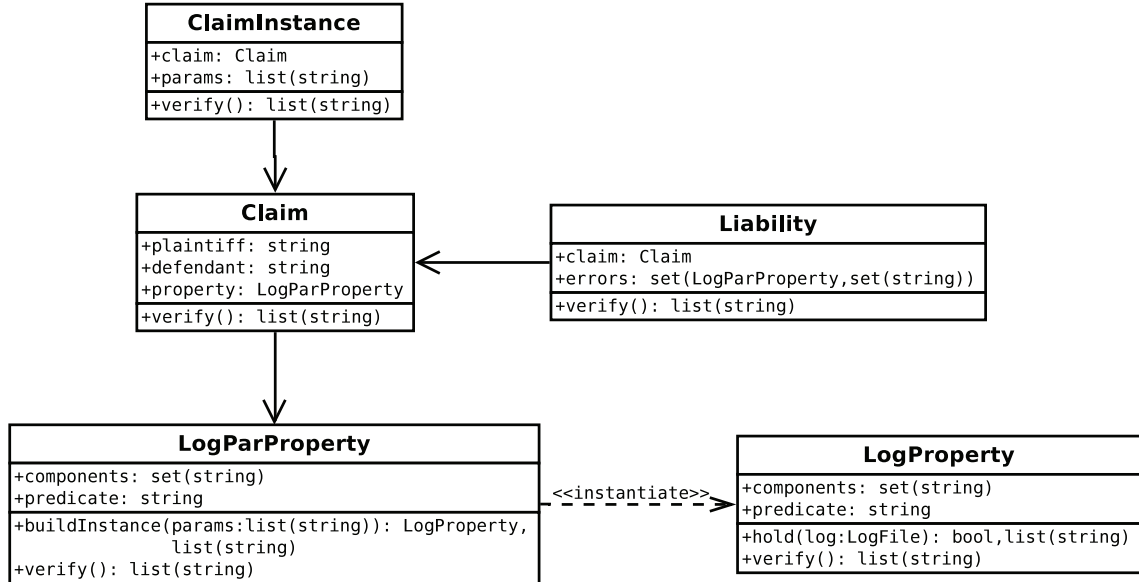 ClaimInstance
+claim: Claim
+params: list(string)
+verify(): list(string)
Claim
+plaintiff: string
+defendant: string
+property: LogParProperty
+verify(): list(string)
Liability
+claim: Claim
+errors: set(LogParProperty,set(string))
+verify(): list(string)
LogParProperty
+components: set(string)
+predicate: string
+buildInstance(params:list(string)): LogProperty,
list(string)
+verify(): list(string)
<<instantiate>>
LogProperty
+components: set(string)
+predicate: string
+hold(log:LogFile): bool,list(string)
+verify(): list(string)